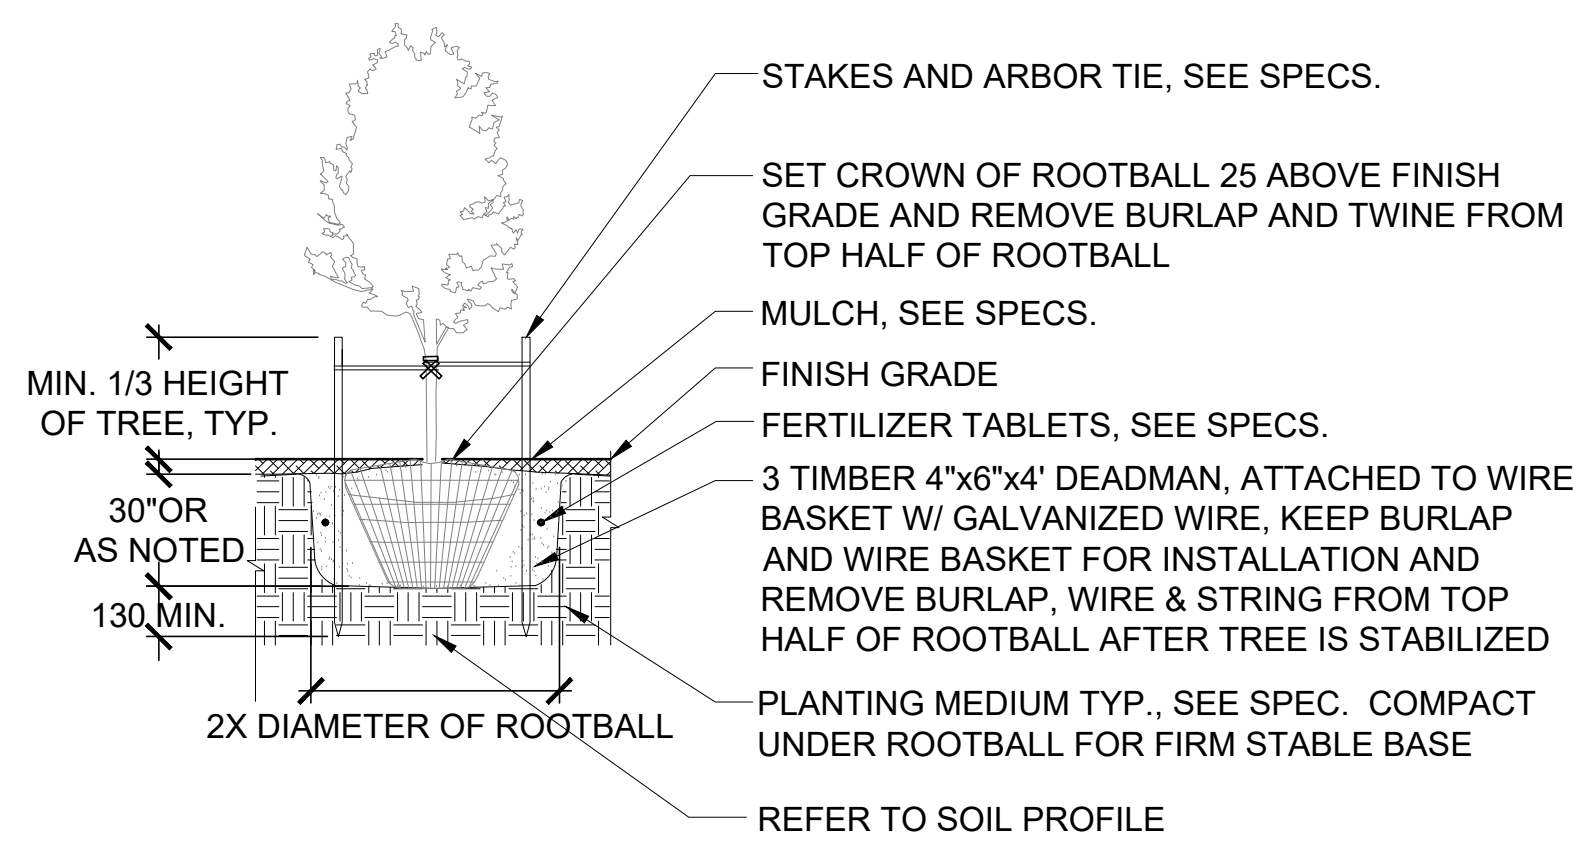 STAKES AND ARBOR TIE, SEE SPECS.
SET CROWN OF ROOTBALL 25 ABOVE FINISH
GRADE AND REMOVE BURLAP AND TWINE FROM
TOP HALF OF ROOTBALL
MULCH, SEE SPECS.
FINISH GRADE
FERTILIZER TABLETS, SEE SPECS.
3 TIMBER 4"x6"x4' DEADMAN, ATTACHED TO WIRE
BASKET W/ GALVANIZED WIRE, KEEP BURLAP
AND WIRE BASKET FOR INSTALLATION AND
REMOVE BURLAP, WIRE & STRING FROM TOP
HALF OF ROOTBALL AFTER TREE IS STABILIZED
PLANTING MEDIUM TYP., SEE SPEC. COMPACT
UNDER ROOTBALL FOR FIRM STABLE BASE
REFER TO SOIL PROFILE
MIN. 1/3 HEIGHT
OF TREE, TYP.
30"OR
AS NOTED
130 MIN.
2X DIAMETER OF ROOTBALL